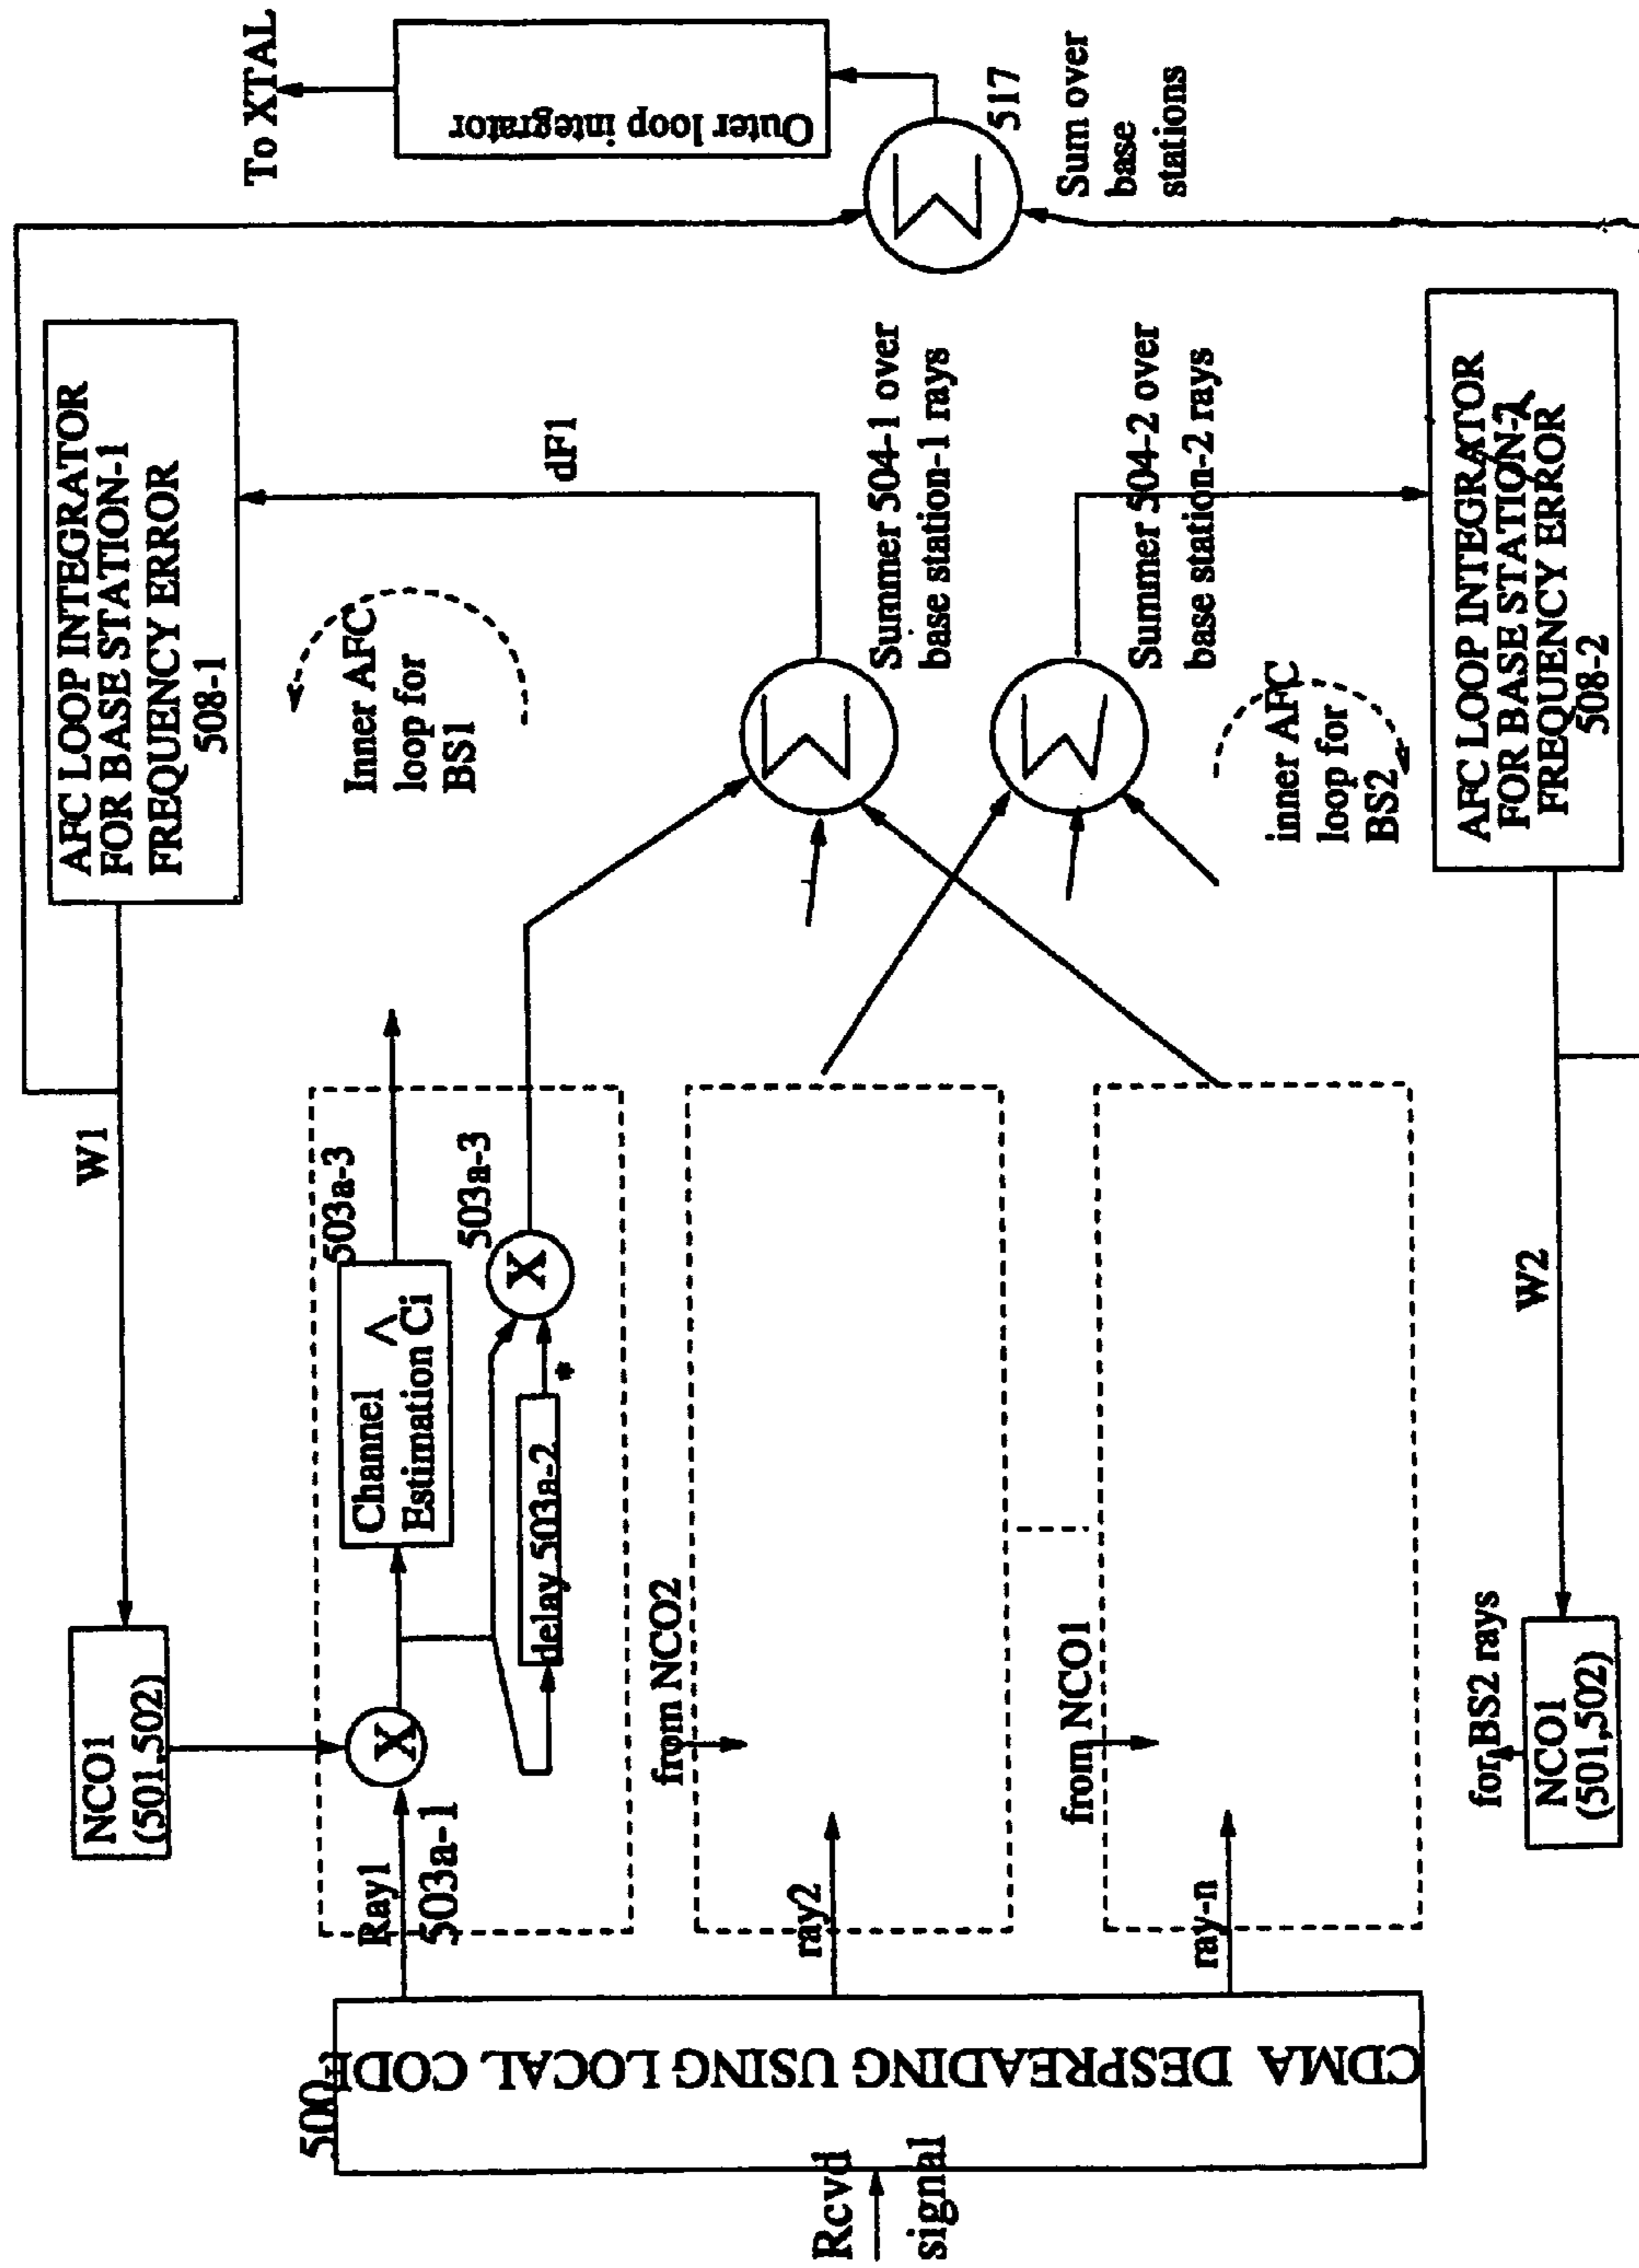 Rcvd
signal
500
CDMA DESPREADING USING LOCAL CODE
NCO1
(501,502)
W1
AFC LOOP INTEGRATOR
FOR BASE STATION-1
FREQUENCY ERROR
508-1
To XTAL
Outer loop integrator
Ray1
503a-1
X
Channel ^
Estimation Ci
503a-3
delay 503a-2
*
X
503a-3
Inner AFC
loop for
BS1
dF1
Σ
Summer 504-1 over
base station-1 rays
Σ
517
Sum over
base
stations
from NCO2
ray2
Σ
Summer 504-2 over
base station-2 rays
from NCO1
ray-n
inner AFC
loop for
BS2
for BS2 rays
NCO1
(501,502)
W2
AFC LOOP INTEGRATOR
FOR BASE STATION-2
FREQUENCY ERROR
508-2